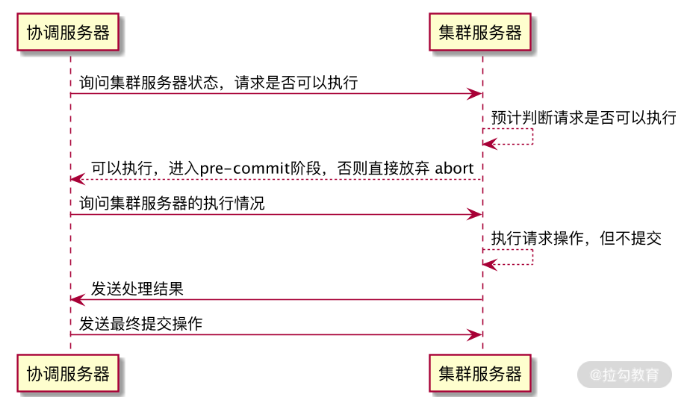 协调服务器
集群服务器
询问集群服务器状态，请求是否可以执行
预计判断请求是否可以执行
可以执行，进入pre-commit阶段，否则直接放弃 abort
询问集群服务器的执行情况
执行请求操作，但不提交
发送处理结果
发送最终提交操作
协调服务器
集群服务器
@拉勾教育